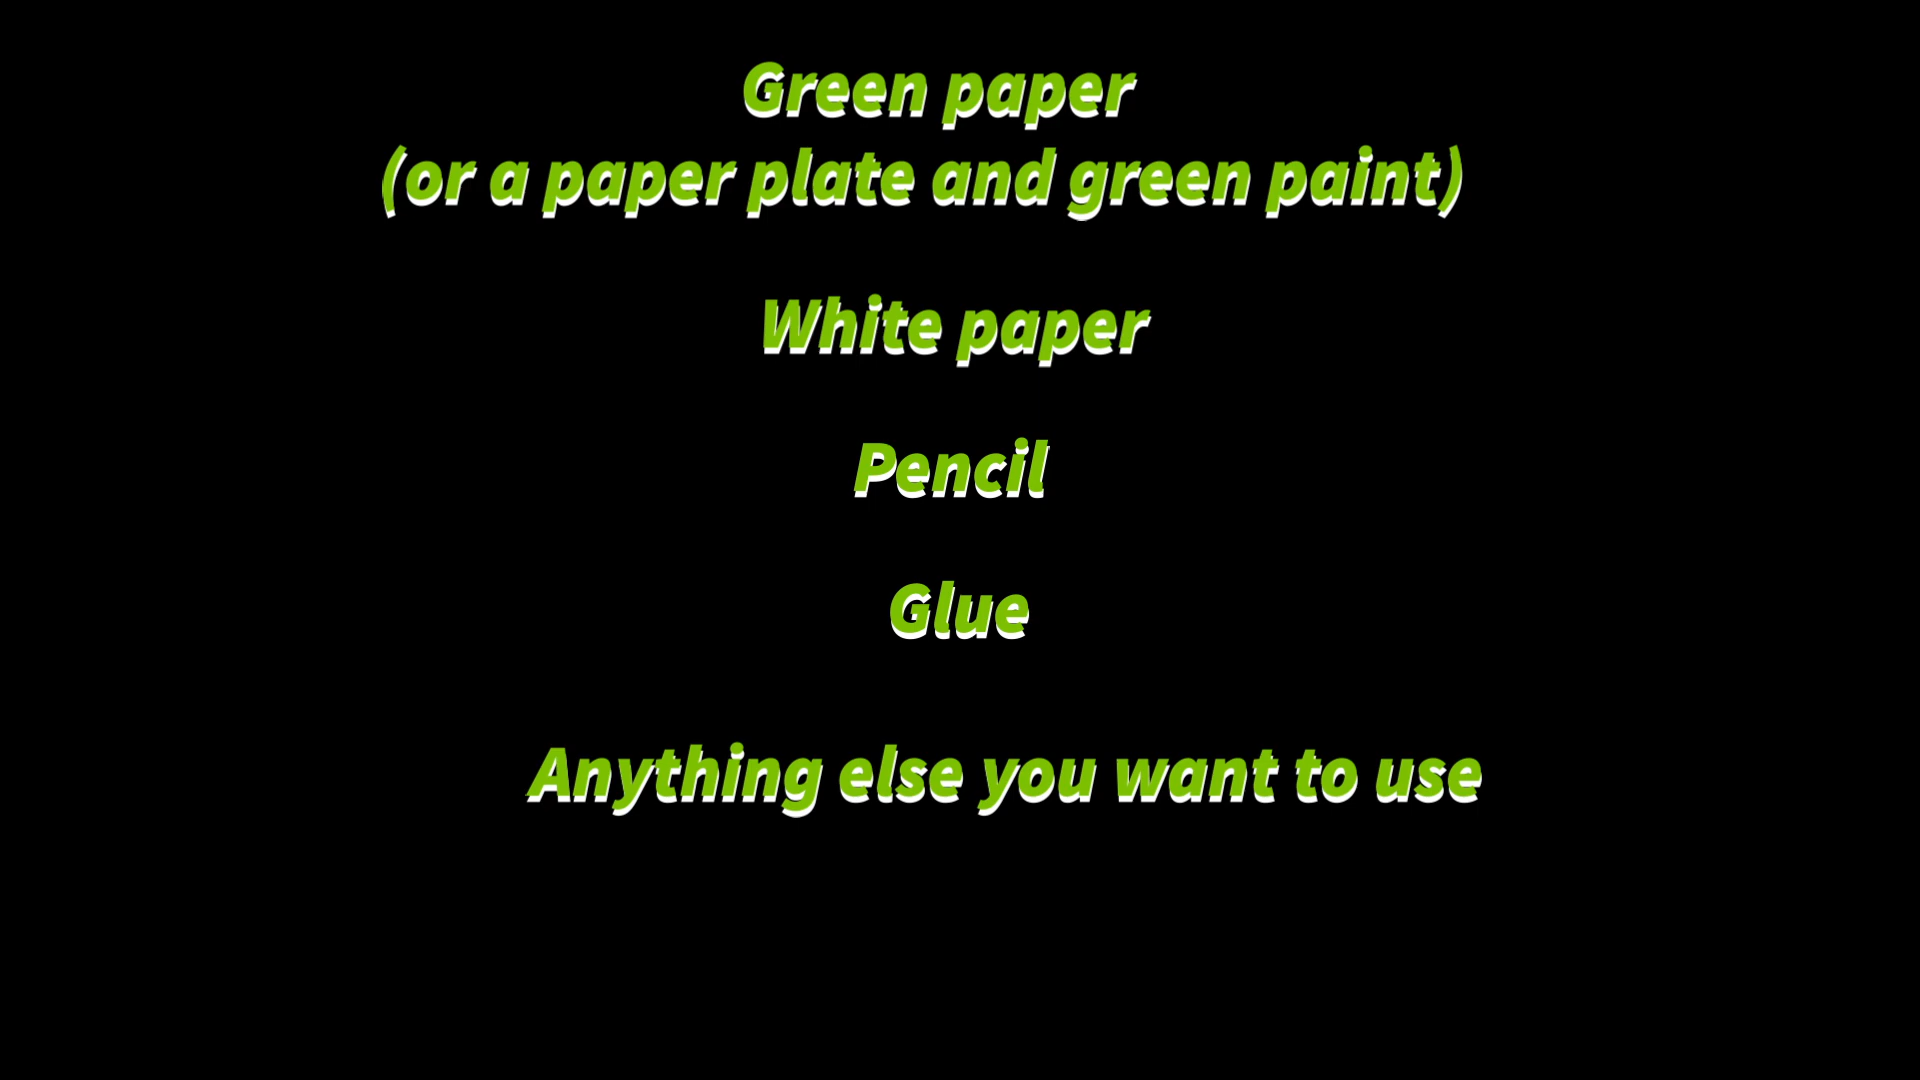 Green paper
(or a paper plate and green paint)
White paper
Pencil
Glue
Anything else you want to use